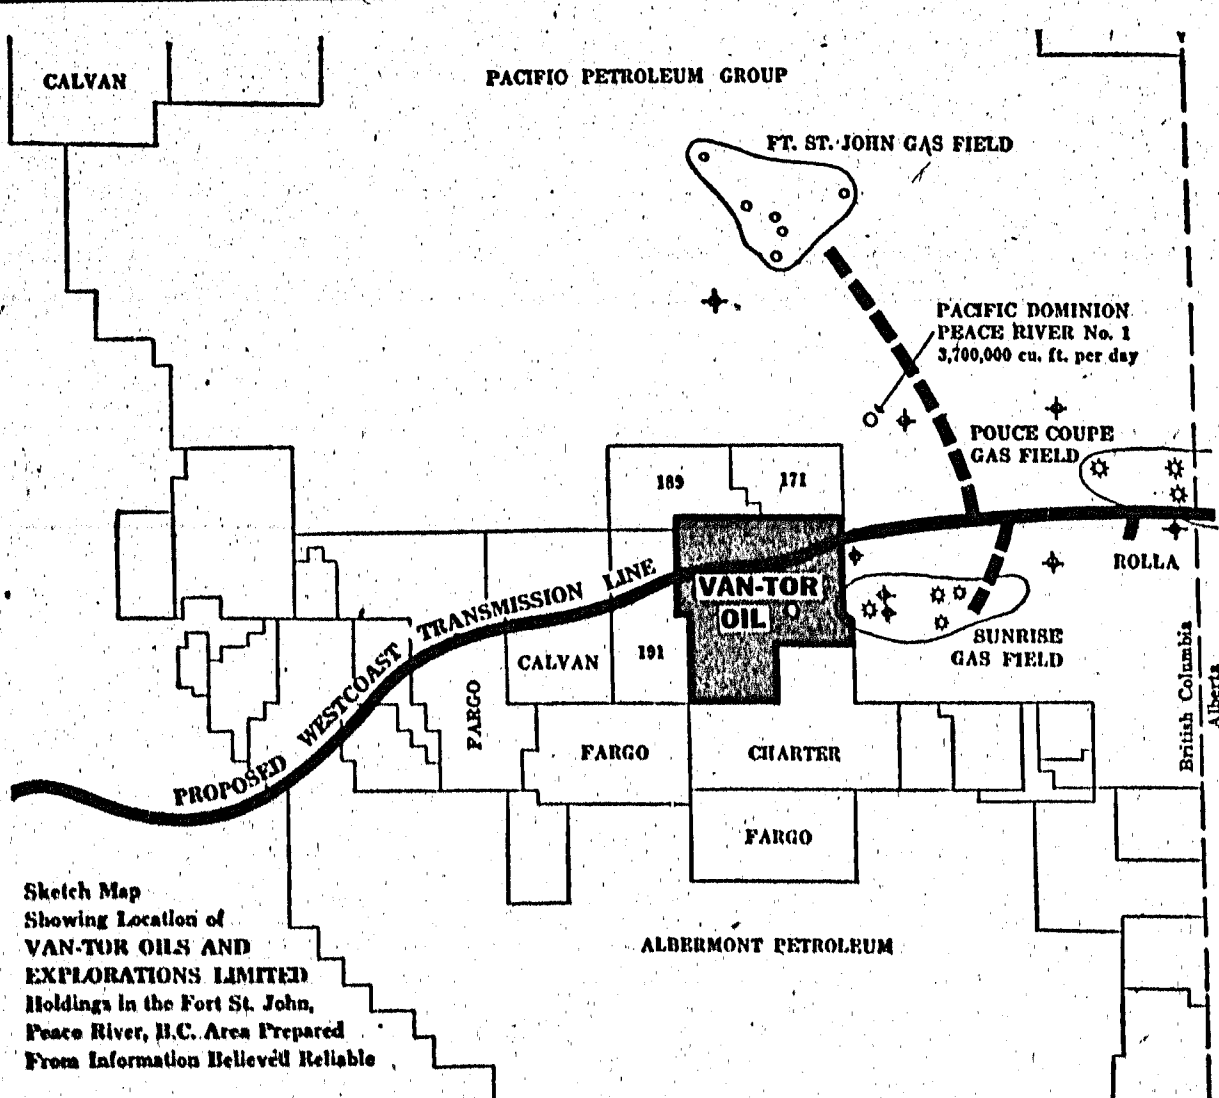 CALVAN
PACIFIC PETROLEUM GROUP
FT. ST. JOHN GAS FIELD
PACIFIC DOMINION
PEACE RIVER No. 1
3,700,000 cu. ft. per day
POUCE COUPE
GAS FIELD
189
171
ROLLA
VAN-TOR
OIL
PROPOSED WESTCOAST TRANSMISSION LINE
CALVAN
191
SUNRISE
GAS FIELD
FARGO
FARGO
CHARTER
British Columbia
Alberta
FARGO
ALBERMONT PETROLEUM
Sketch Map
Showing Location of
VAN-TOR OILS AND
EXPLORATIONS LIMITED
Holdings in the Fort St. John,
Peace River, B.C. Area Prepared
From Information Believed Reliable